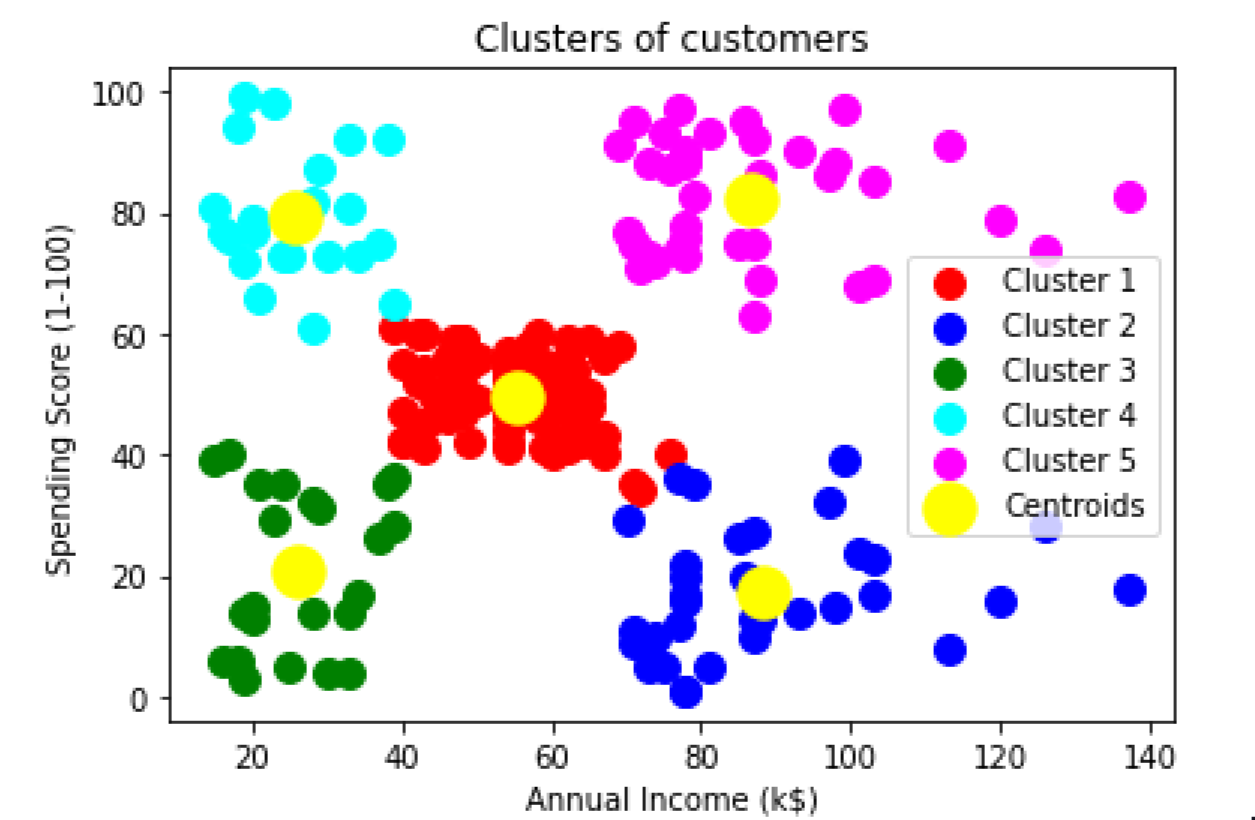 Clusters of customers
Spending Score (1-100)
100
80
60
40
20
0
Cluster 1
Cluster 2
Cluster 3
Cluster 4
Cluster 5
Centroids
20 40 60 80 100 120 140
Annual Income (k$)